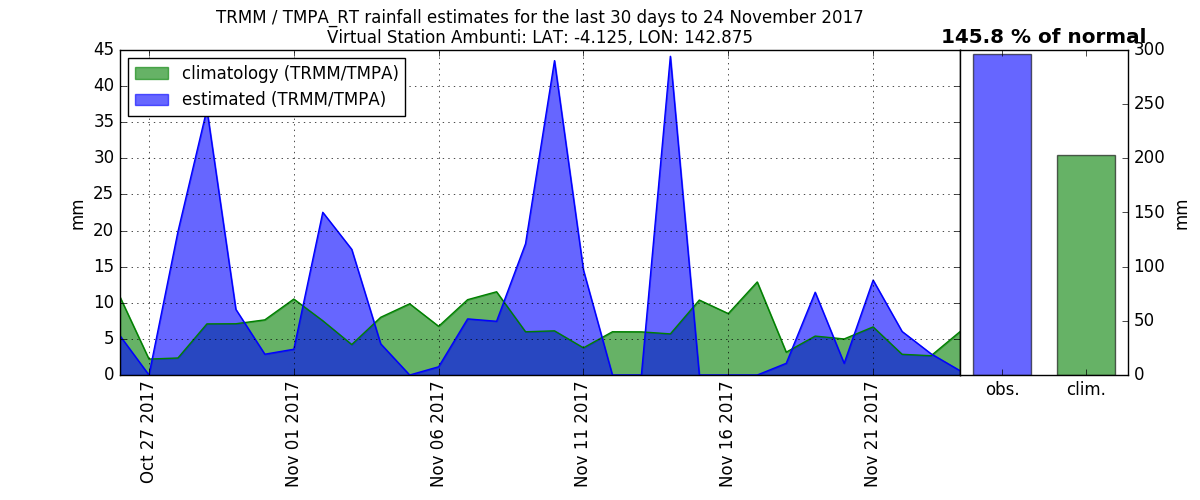 TRMM / TMPA_RT rainfall estimates for the last 30 days to 24 November 2017
Virtual Station Ambunti: LAT: -4.125, LON: 142.875
145.8 % of normal
climatology (TRMM/TMPA)
estimated (TRMM/TMPA)
45
40
35
30
25
20
15
10
5
0
mm
Oct 27 2017
Nov 01 2017
Nov 06 2017
Nov 11 2017
Nov 16 2017
Nov 21 2017
300
250
200
150
100
50
0
mm
obs.
clim.